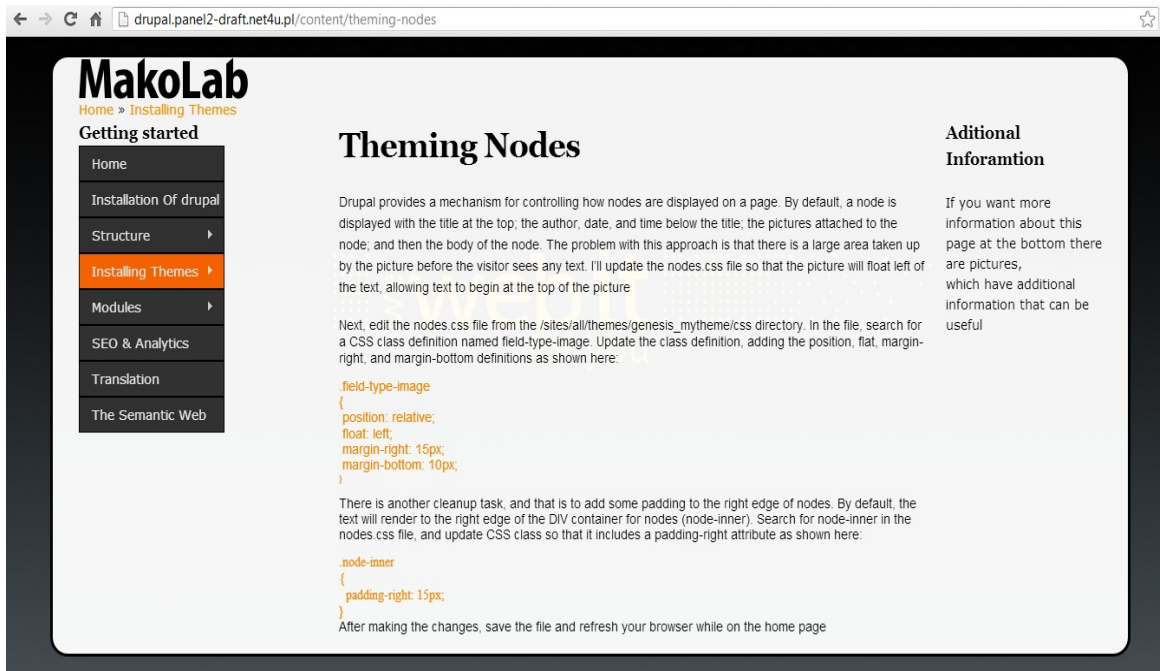 drupal.panel2-draft.net4u.pl/content/theming-nodes
MakoLab
Home » Installing Themes
Getting started
Home
Installation Of drupal
Structure
Installing Themes
Modules
SEO & Analytics
Translation
The Semantic Web
Theming Nodes
Drupal provides a mechanism for controlling how nodes are displayed on a page. By default, a node is
displayed with the title at the top; the author, date, and time below the title; the pictures attached to the
node; and then the body of the node. The problem with this approach is that there is a large area taken up
by the picture before the visitor sees any text. I'll update the nodes.css file so that the picture will float left of
the text, allowing text to begin at the top of the picture
Next, edit the nodes.css file from the /sites/all/themes/genesis_mytheme/css directory. In the file, search for
a CSS class definition named field-type-image. Update the class definition, adding the position, flat, margin-
right, and margin-bottom definitions as shown here:
.field-type-image
{
position: relative;
float: left;
margin-right: 15px;
margin-bottom: 10px;
}
There is another cleanup task, and that is to add some padding to the right edge of nodes. By default, the
text will render to the right edge of the DIV container for nodes (node-inner). Search for node-inner in the
nodes.css file, and update CSS class so that it includes a padding-right attribute as shown here:
.node-inner
{
padding-right: 15px;
}
After making the changes, save the file and refresh your browser while on the home page
Aditional
Inforamtion
If you want more
information about this
page at the bottom there
are pictures,
which have additional
information that can be
useful
web.it